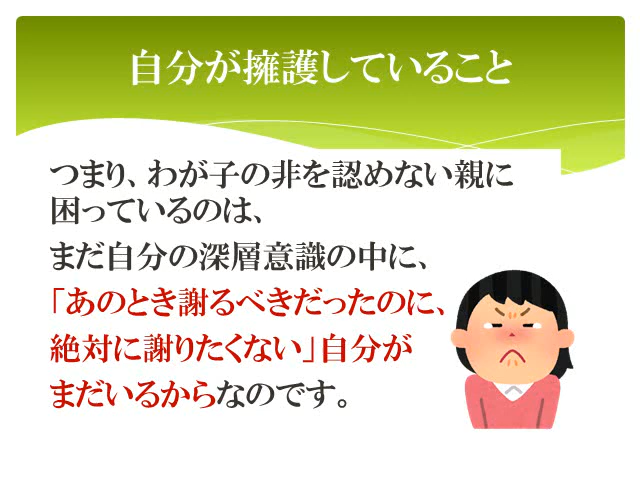 自分が擁護していること
つまり、わが子の非を認めない親に
困っているのは、
まだ自分の深層意識の中に、
「あのとき謝るべきだったのに、
絶対に謝りたくない」自分が
まだいるからなのです。